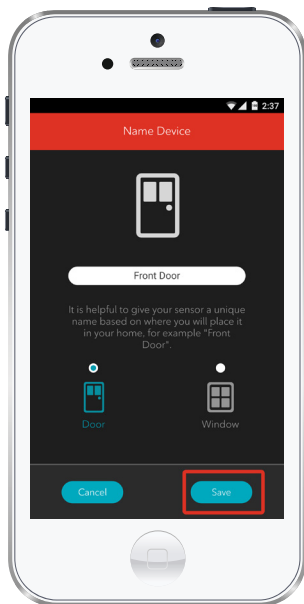 2:37
Name Device
Front Door
It is helpful to give your sensor a unique
name based on where you will place it
in your home, for example "Front
Door".
Door
Window
Cancel
Save